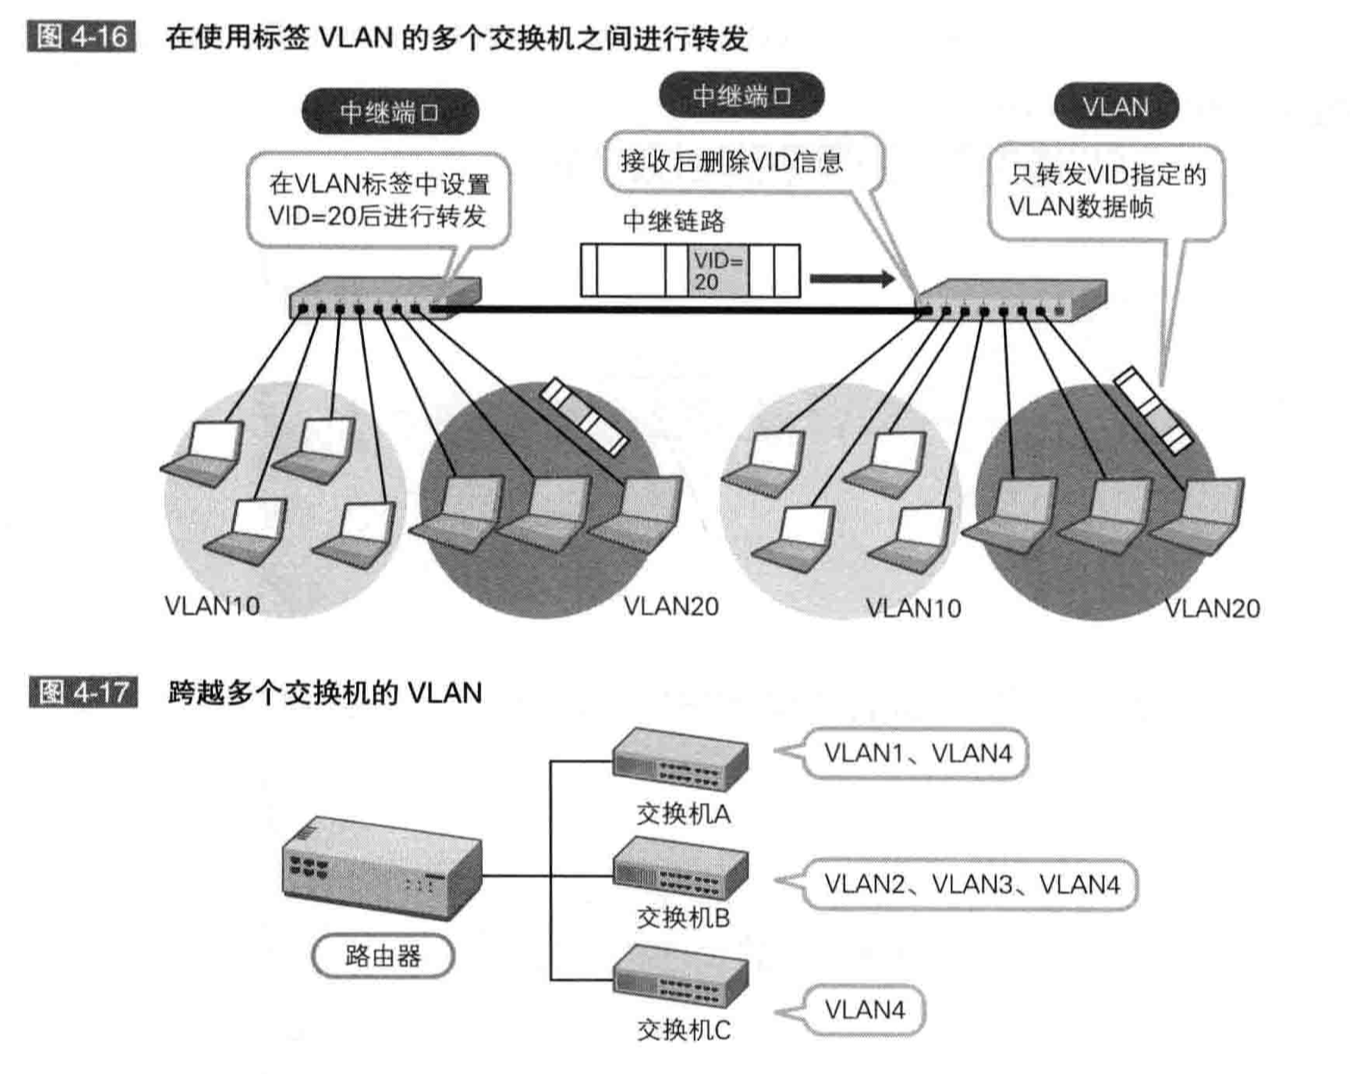 图 4-16 在使用标签 VLAN 的多个交换机之间进行转发
中继端口
中继端口
VLAN
在VLAN标签中设置
VID=20后进行转发
接收后删除VID信息
只转发VID指定的
VLAN数据帧
中继链路
VID=
20
VLAN10
VLAN20
VLAN10
VLAN20
图 4-17 跨越多个交换机的 VLAN
VLAN1、VLAN4
交换机A
VLAN2、VLAN3、VLAN4
交换机B
路由器
VLAN4
交换机C